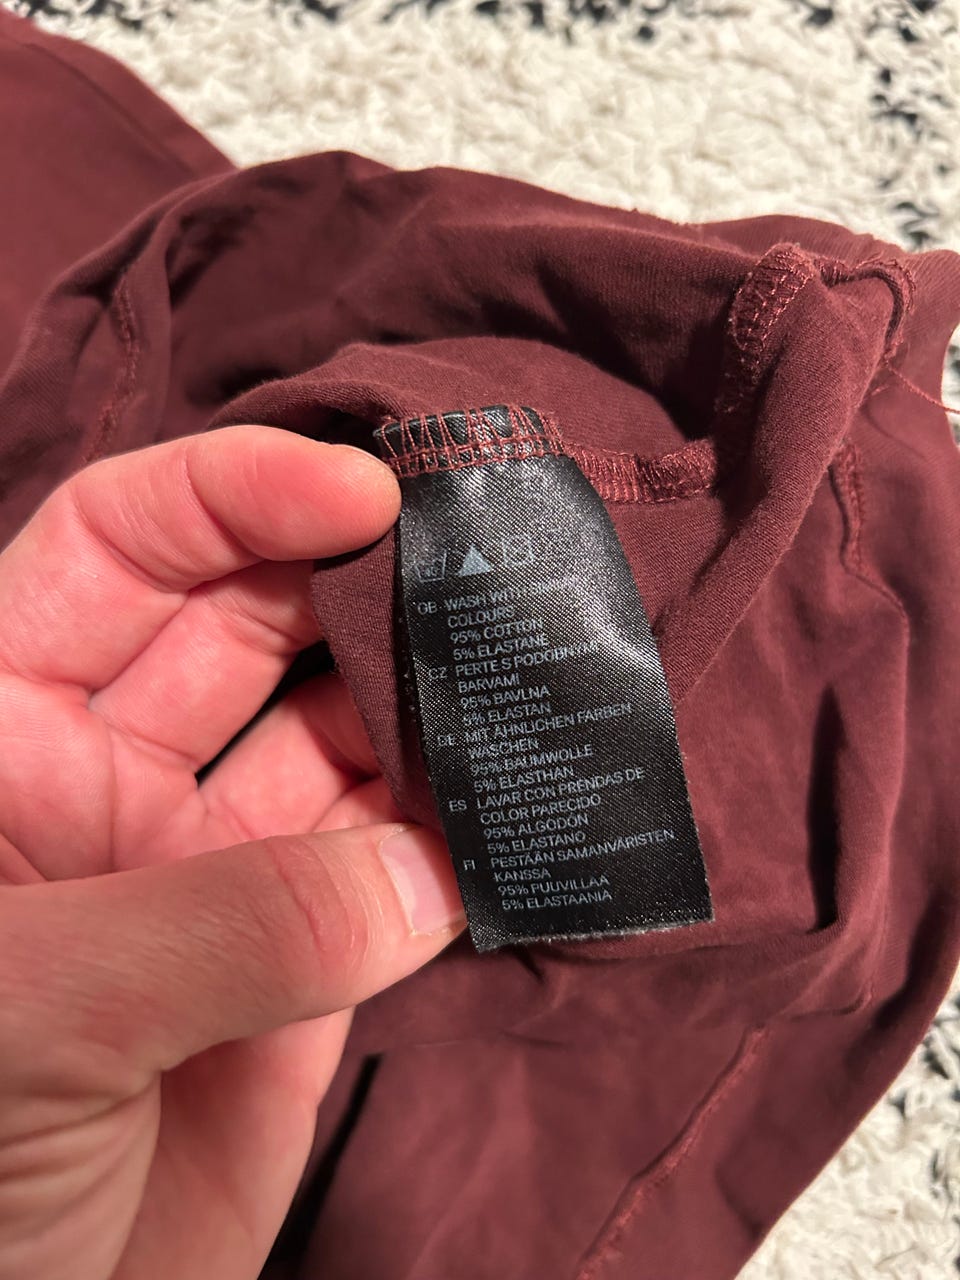 GB WASH WITH
COLOURS
95% COTTON
5% ELASTANE
CZ PERTE S PODOBNÝMI
BARVAMI
95% BAVLNA
5% ELASTAN
DE MIT ÄHNLICHEN FARBEN
WASCHEN
95% BAUMWOLLE
5% ELASTHAN
ES LAVAR CON PRENDAS DE
COLOR PARECIDO
95% ALGODÓN
5% ELASTANO
FI PESTÄÄN SAMANVÄRISTEN
KANSSA
95% PUUVILLAA
5% ELASTAANIA